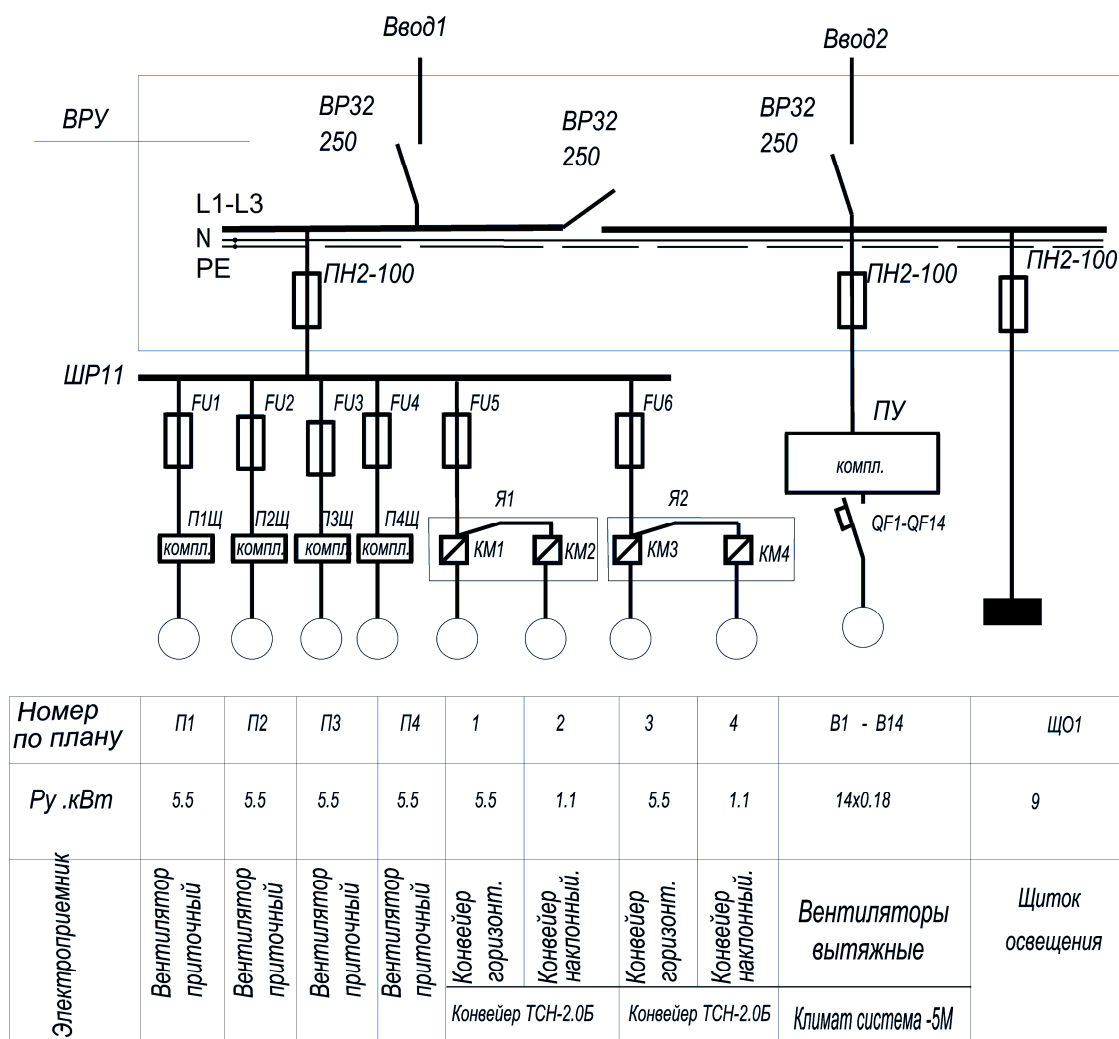 Ввод1
Ввод2
ВРУ
ВР32
250
ВР32
250
ВР32
250
L1-L3
N
PE
ПН2-100
ПН2-100
ПН2-100
ШР11
FU1
FU2
FU3
FU4
FU5
FU6
ПУ
компл.
QF1-QF14
П1Щ
П2Щ
П3Щ
П4Щ
Я1
Я2
компл.
компл.
компл.
компл.
КМ1
КМ2
КМ3
КМ4
Номер
по плану
П1
П2
П3
П4
1
2
3
4
В1 - В14
ЩО1
Ру .кВт
5.5
5.5
5.5
5.5
5.5
1.1
5.5
1.1
14х0.18
9
Электроприемник
Вентилятор
приточный
Вентилятор
приточный
Вентилятор
приточный
Вентилятор
приточный
Конвейер
горизонт.
Конвейер
наклонный.
Конвейер
горизонт.
Конвейер
наклонный.
Вентиляторы
вытяжные
Щиток
освещения
Конвейер ТСН-2.0Б
Конвейер ТСН-2.0Б
Климат система -5М